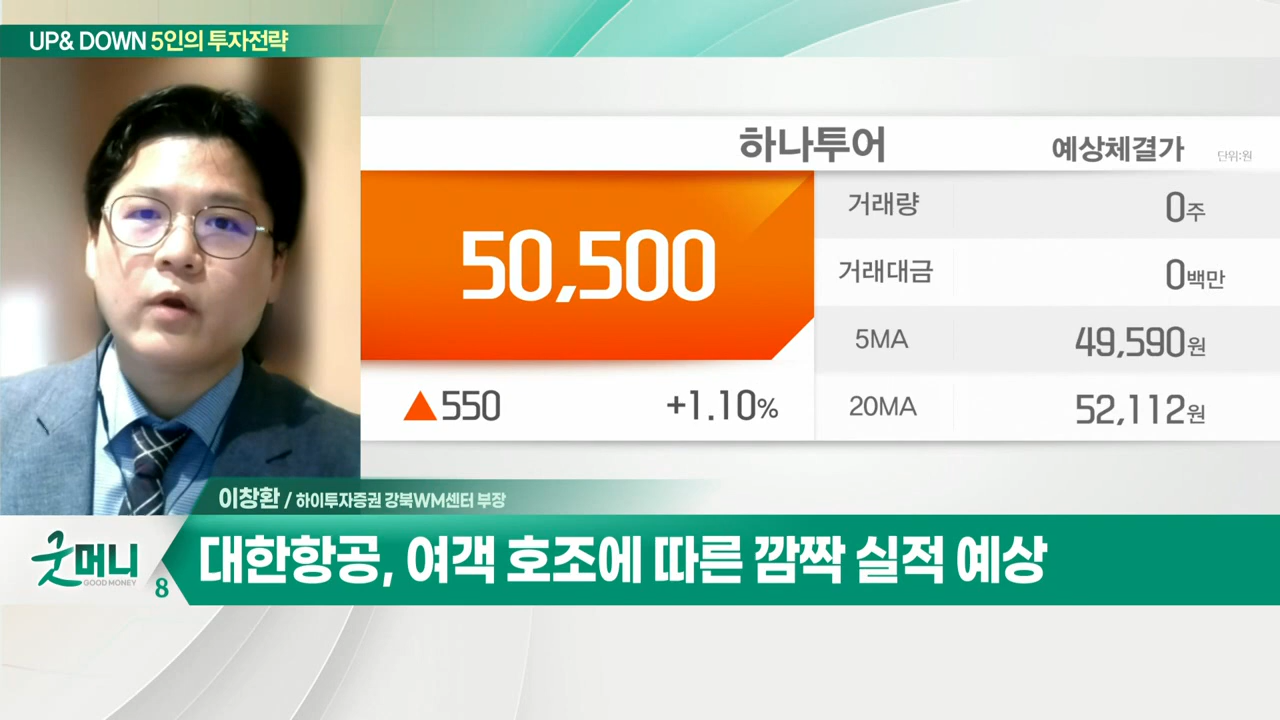 UP& DOWN 5인의 투자전략
하나투어
예상체결가
단위:원
50,500
▲550 +1.10%
거래량 0주
거래대금 0백만
5MA 49,590원
20MA 52,112원
이창환 / 하이투자증권 강북WM센터 부장
굿머니
GOOD MONEY
8
대한항공, 여객 호조에 따른 깜짝 실적 예상